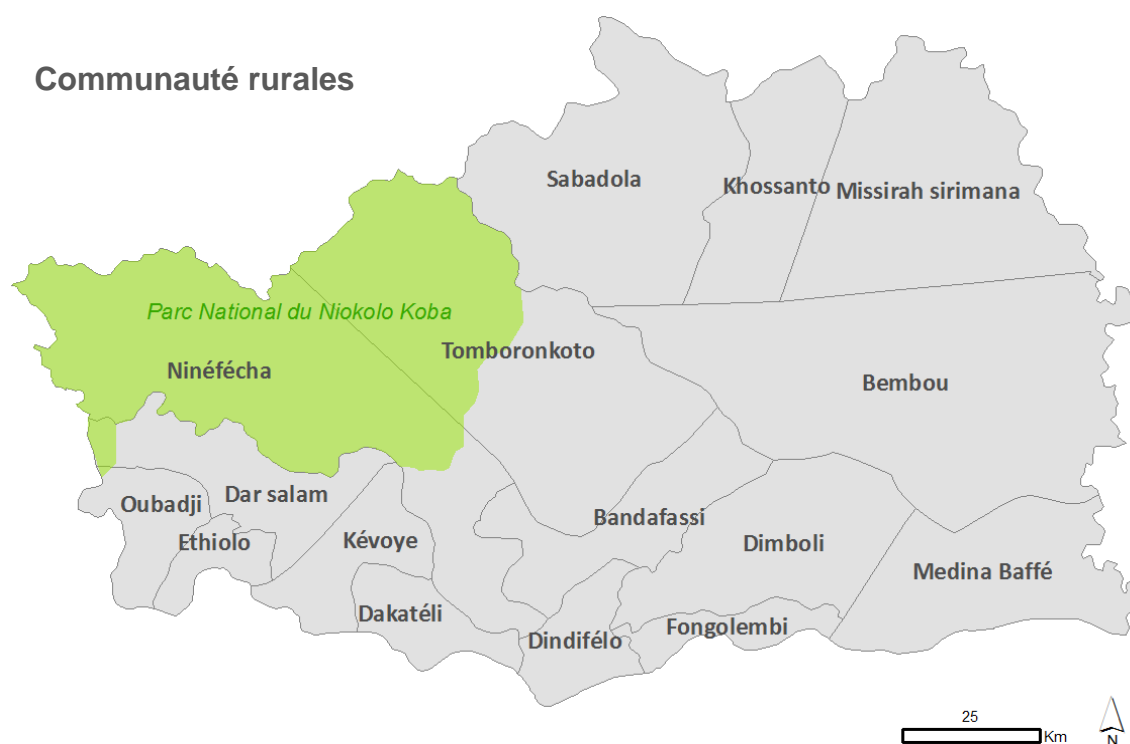 Communauté rurales
Sabadola
Khossanto
Missirah sirimana
Parc National du Niokolo Koba
Tomboronkoto
Ninéfécha
Bembou
Dar salam
Oubadji
Bandafassi
Ethiolo
Kévoye
Dimboli
Medina Baffé
Dakatéli
Fongolembi
Dindifélo
25
Km
N